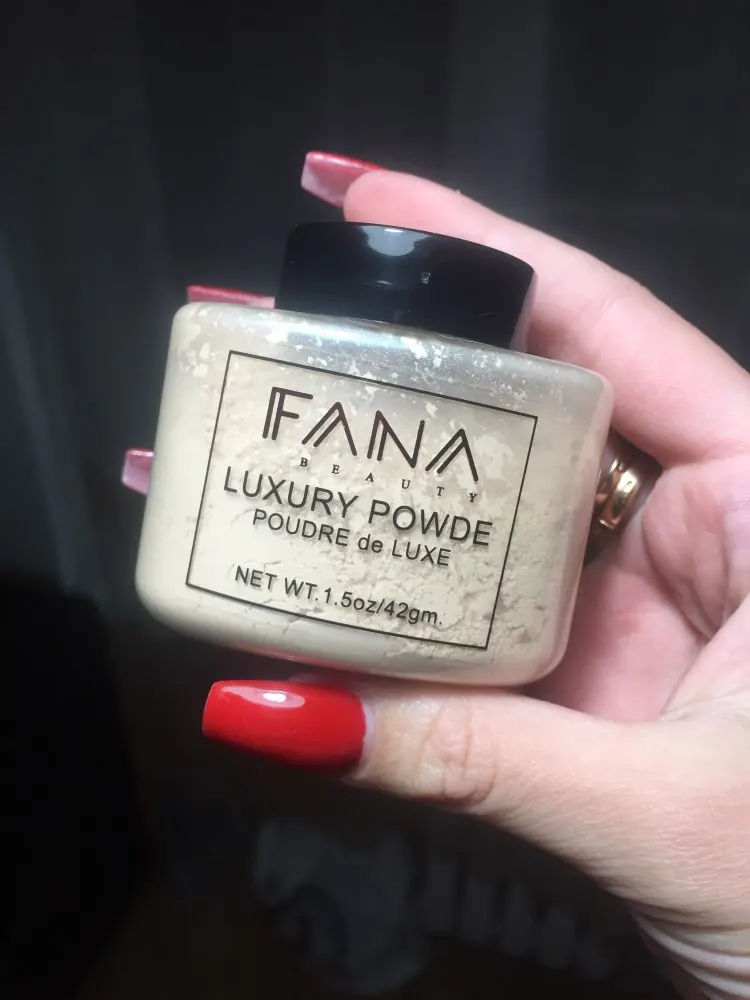 FANA
BEAUTY
LUXURY POWDE
POUDRE de LUXE
NET WT.1.5oz/42gm.